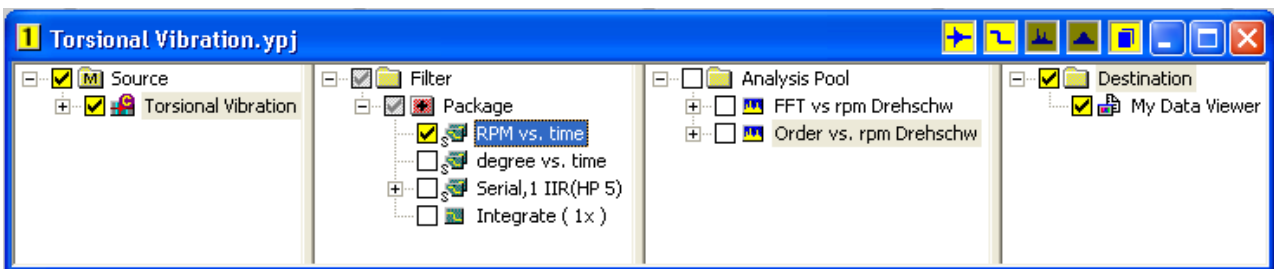 1 Torsional Vibration.ypj
M Source
C Torsional Vibration
Filter
Package
RPM vs. time
S degree vs. time
S Serial,1 IIR(HP 5)
S Integrate ( 1x )
Analysis Pool
FFT vs rpm Drehschw
Order vs. rpm Drehschw
Destination
My Data Viewer